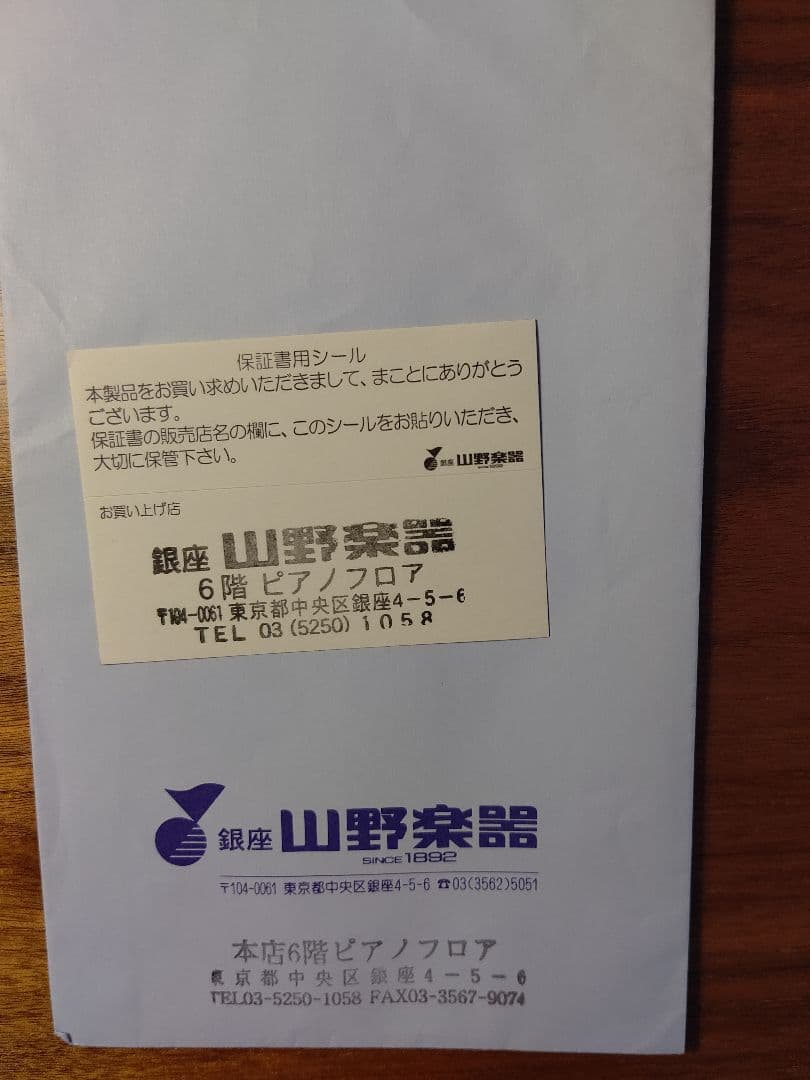 保証書用シール
本製品をお買い求めいただきまして、まことにありがとう
ございます。
保証書の販売店名の欄に、このシールをお貼りいただき、
大切に保管下さい。
銀座 山野楽器
お買い上げ店
銀座 山野楽器
6階 ピアノフロア
〒104-0061 東京都中央区銀座4-5-6
TEL 03 (5250) 1058
銀座 山野楽器
SINCE 1892
〒104-0061 東京都中央区銀座4-5-6 ☎03(3562)5051
本店6階ピアノフロア
東京都中央区銀座4-5-6
TEL03-5250-1058 FAX03-3567-9074